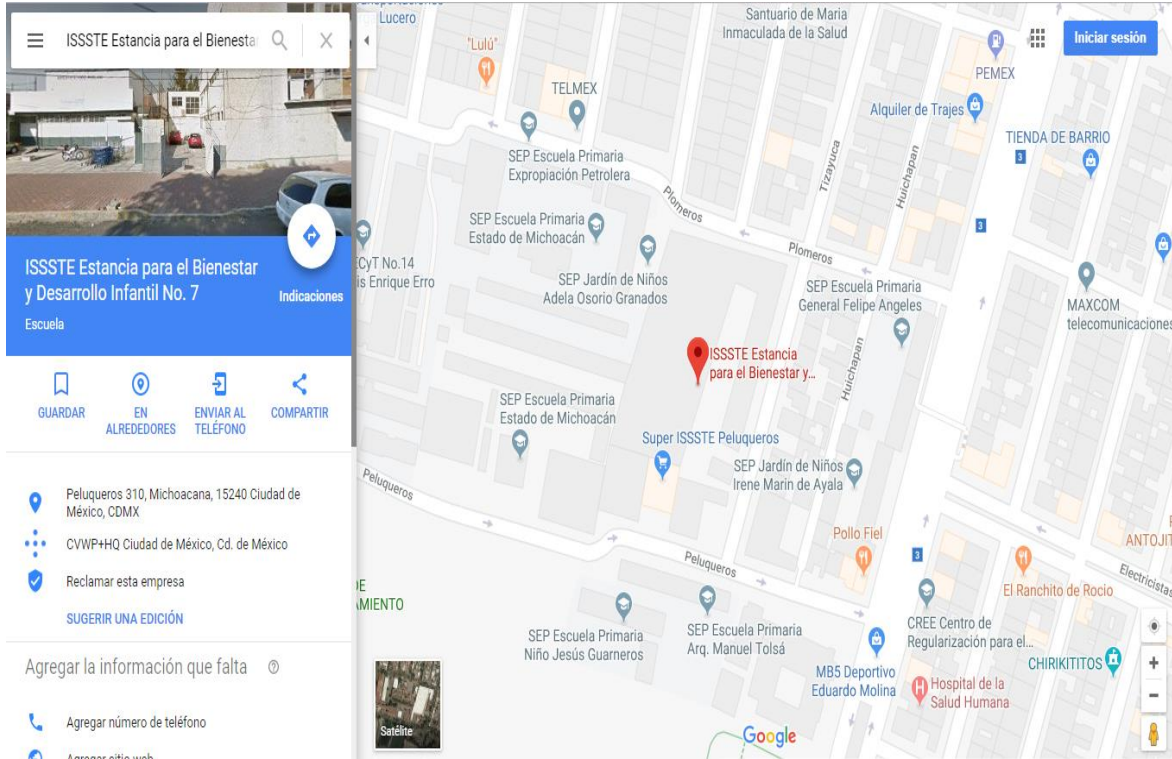 ISSSTE Estancia para el Bienesta
ISSSTE Estancia para el Bienestar
y Desarrollo Infantil No. 7
Indicaciones
Escuela
GUARDAR
EN
ALREDEDORES
ENVIAR AL
TELÉFONO
COMPARTIR
Peluqueros 310, Michoacana, 15240 Ciudad de
México, CDMX
CVWP+HQ Ciudad de México, Cd. de México
Reclamar esta empresa
SUGERIR UNA EDICIÓN
Agregar la información que falta
Agregar número de teléfono
Agregar sitio web
Lucero
"Lulú"
TELMEX
Santuario de Maria
Inmaculada de la Salud
PEMEX
Iniciar sesión
Alquiler de Trajes
TIENDA DE BARRIO
3
SEP Escuela Primaria
Expropiación Petrolera
Tizayuca
Huichapan
Plomeros
SEP Escuela Primaria
Estado de Michoacán
3
Plomeros
CyT No.14
is Enrique Erro
SEP Jardín de Niños
Adela Osorio Granados
SEP Escuela Primaria
General Felipe Angeles
MAXCOM
telecomunicaciones
ISSSTE Estancia
para el Bienestar y...
Huichapan
SEP Escuela Primaria
Estado de Michoacán
Super ISSSTE Peluqueros
SEP Jardín de Niños
Irene Marin de Ayala
Peluqueros
Pollo Fiel
ANTOJIT
3
Peluqueros
El Ranchito de Rocio
Electricistas
DE
AMIENTO
SEP Escuela Primaria
Niño Jesús Guarneros
SEP Escuela Primaria
Arq. Manuel Tolsá
CREE Centro de
Regularización para el...
CHIRIKITITOS
MB5 Deportivo
Eduardo Molina
Hospital de la
Salud Humana
Satélite
Google